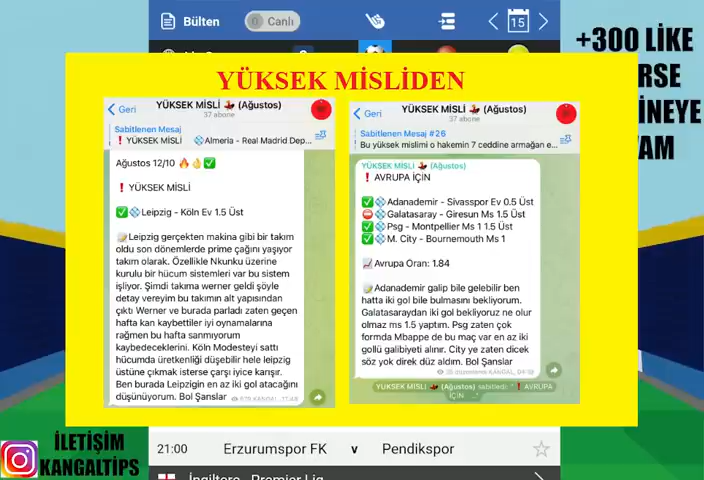 Bülten
0 Canlı
15
+300 LİKE
YÜKSEK MİSLİDEN
Geri
YÜKSEK MİSLİ (Ağustos)
37 abone
Sabitlenen Mesaj
❗YÜKSEK MİSLİ 💠Almeria - Real Madrid Dep...
Ağustos 12/10 🔥👌✅
❗YÜKSEK MİSLİ
✅💠Leipzig - Köln Ev 1.5 Üst
📝Leipzig gerçekten makina gibi bir takım
oldu son dönemlerde prime çağını yaşıyor
takım olarak. Özellikle Nkunku üzerine
kurulu bir hücum sistemleri var bu sistem
işliyor. Şimdi takıma werner geldi şöyle
detay vereyim bu takımın alt yapısından
çıktı Werner ve burada parladı zaten geçen
hafta kan kaybettiler iyi oynamalarına
rağmen bu hafta sanmıyorum
kaybedeceklerini. Köln Modesteyi sattı
hücumda üretkenliği düşebilir hele leipzig
üstüne çıkmak isterse çarşı iyice karışır.
Ben burada Leipzigin en az iki gol atacağını
düşünüyorum. Bol Şanslar
Geri
YÜKSEK MİSLİ (Ağustos)
37 abone
Sabitlenen Mesaj #26
Bu yüksek mislimi o hakemin 7 ceddine armağan e...
YÜKSEK MİSLİ (Ağustos)
❗AVRUPA İÇİN
✅💠Adanademir - Sivasspor Ev 0.5 Üst
⛔💠Galatasaray - Giresun Ms 1.5 Üst
✅💠Psg - Montpellier Ms 1 1.5 Üst
✅💠M. City - Bournemouth Ms 1
📈Avrupa Oran: 1.84
📝Adanademir galip bile gelebilir ben
hatta iki gol bile bulmasını bekliyorum.
Galatasaraydan iki gol bekliyoruz ne olur
olmaz ms 1.5 yaptım. Psg zaten çok
formda Mbappe de bu maç var en az iki
gollü galibiyeti alınır. City ye zaten dicek
söz yok direk düz aldım. Bol Şanslar
YÜKSEK MİSLİ (Ağustos) sabitledi: " ❗AVRUPA
İÇİN ..."
21:00 Erzurumspor FK v Pendikspor
İLETİŞİM
KANGALTİPS
İngiltere - Premier Lig